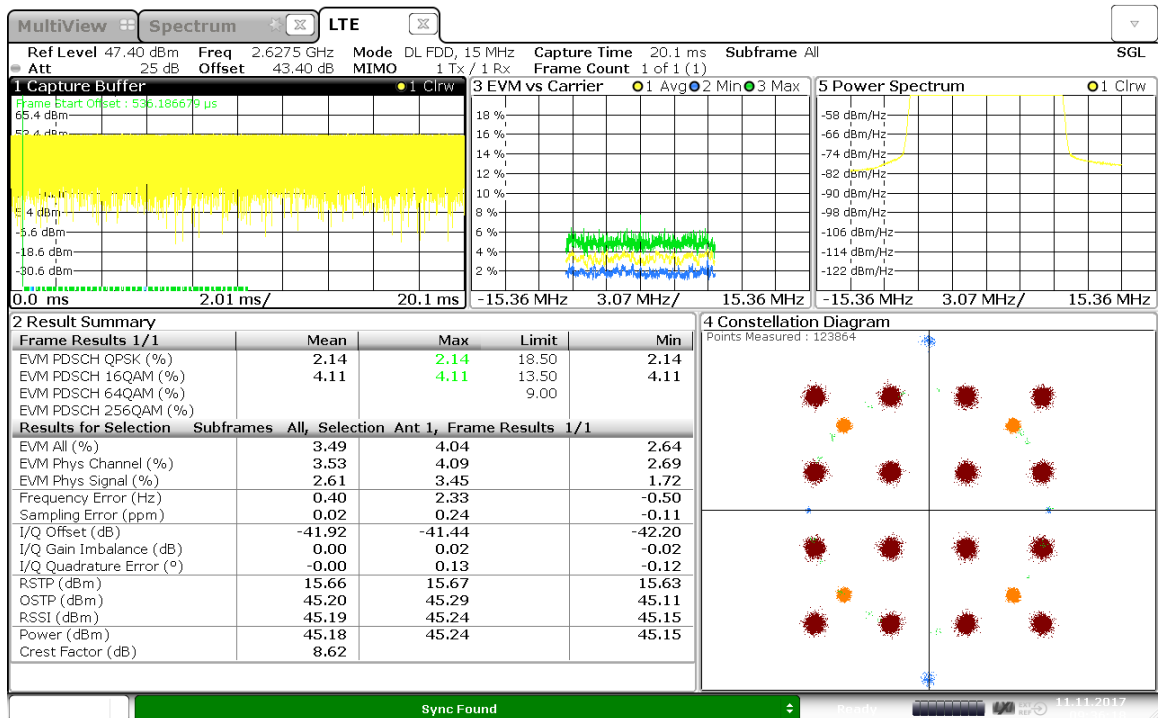 MultiView Spectrum LTE
Ref Level 47.40 dBm Freq 2.6275 GHz Mode DL FDD, 15 MHz Capture Time 20.1 ms Subframe All SGL
Att 25 dB Offset 43.40 dB MIMO 1 Tx / 1 Rx Frame Count 1 of 1 (1)
1 Capture Buffer 1 Clrw
Frame Start Offset : 536.186679 µs
65.4 dBm
5.4 dBm
-5.6 dBm
-18.6 dBm
-30.6 dBm
0.0 ms 2.01 ms/ 20.1 ms
3 EVM vs Carrier 1 Avg 2 Min 3 Max
18 %
16 %
14 %
12 %
10 %
8 %
6 %
4 %
2 %
-15.36 MHz 3.07 MHz/ 15.36 MHz
5 Power Spectrum 1 Clrw
-58 dBm/Hz
-66 dBm/Hz
-74 dBm/Hz
-82 dBm/Hz
-90 dBm/Hz
-98 dBm/Hz
-106 dBm/Hz
-114 dBm/Hz
-122 dBm/Hz
-15.36 MHz 3.07 MHz/ 15.36 MHz
2 Result Summary
Frame Results 1/1 Mean Max Limit Min
EVM PDSCH QPSK (%) 2.14 2.14 18.50 2.14
EVM PDSCH 16QAM (%) 4.11 4.11 13.50 4.11
EVM PDSCH 64QAM (%) 9.00
EVM PDSCH 256QAM (%)
Results for Selection Subframes All, Selection Ant 1, Frame Results 1/1
EVM All (%) 3.49 4.04 2.64
EVM Phys Channel (%) 3.53 4.09 2.69
EVM Phys Signal (%) 2.61 3.45 1.72
Frequency Error (Hz) 0.40 2.33 -0.50
Sampling Error (ppm) 0.02 0.24 -0.11
I/Q Offset (dB) -41.92 -41.44 -42.20
I/Q Gain Imbalance (dB) 0.00 0.02 -0.02
I/Q Quadrature Error (º) -0.00 0.13 -0.12
RSTP (dBm) 15.66 15.67 15.63
OSTP (dBm) 45.20 45.29 45.11
RSSI (dBm) 45.19 45.24 45.15
Power (dBm) 45.18 45.24 45.15
Crest Factor (dB) 8.62
4 Constellation Diagram
Points Measured : 123864
Sync Found
Ready
11.11.2017